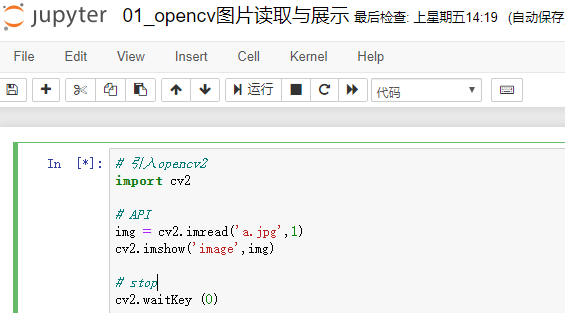 jupyter 01_opencv图片读取与展示 最后检查: 上星期五14:19 (自动保存
File Edit View Insert Cell Kernel Help
运行 代码
In [*]: # 引入opencv2
import cv2
# API
img = cv2.imread('a.jpg',1)
cv2.imshow('image',img)
# stop
cv2.waitKey (0)